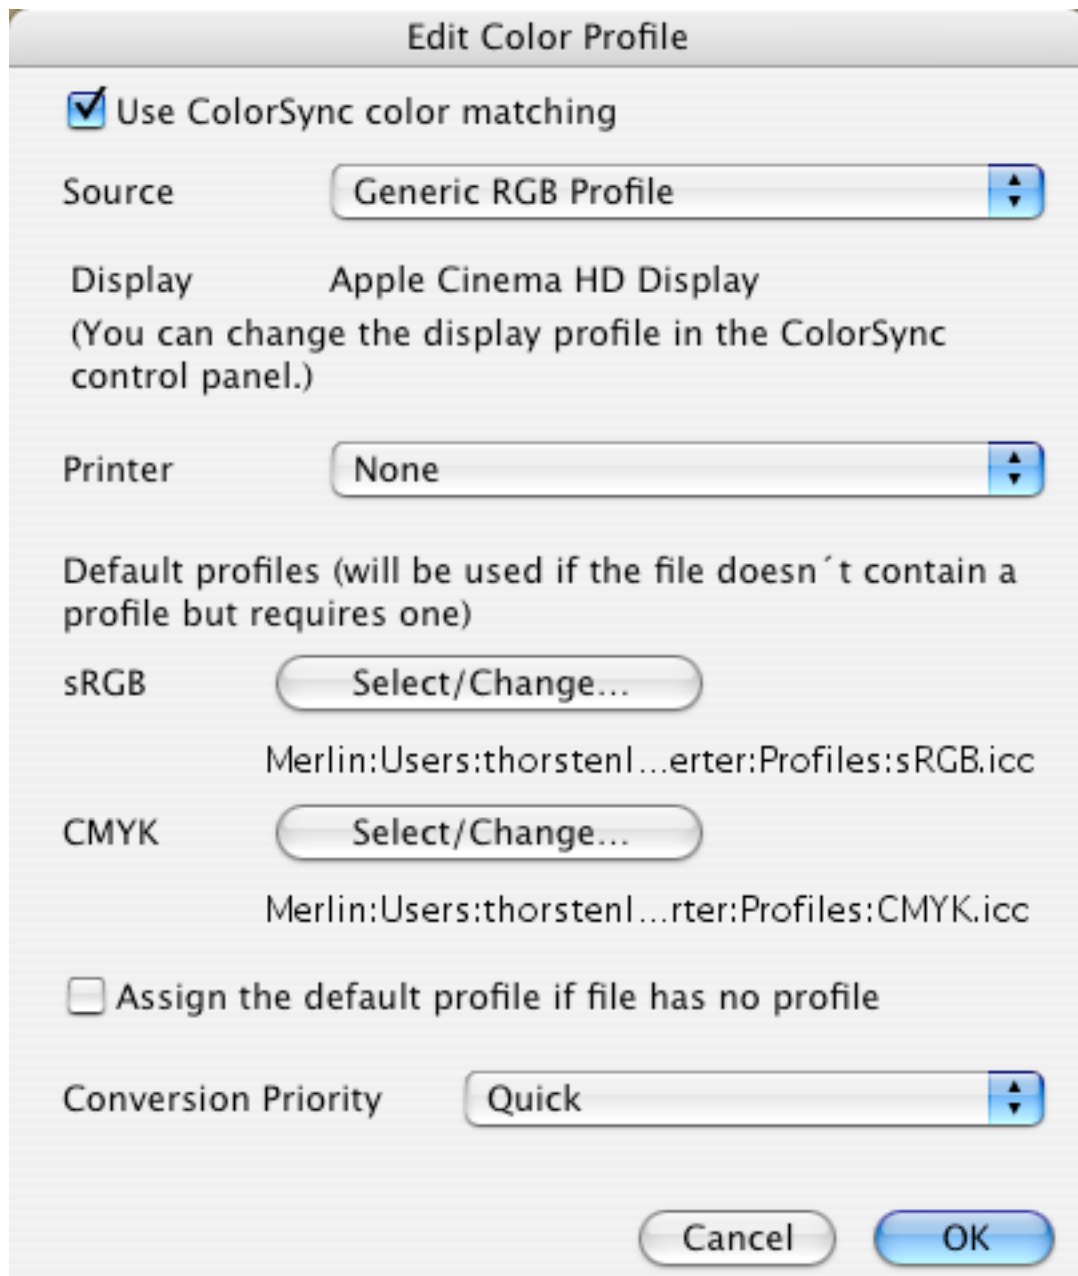 Edit Color Profile
Use ColorSync color matching
Source Generic RGB Profile
Display Apple Cinema HD Display
(You can change the display profile in the ColorSync
control panel.)
Printer None
Default profiles (will be used if the file doesn´t contain a
profile but requires one)
sRGB Select/Change...
Merlin:Users:thorstenl...erter:Profiles:sRGB.icc
CMYK Select/Change...
Merlin:Users:thorstenl...rter:Profiles:CMYK.icc
Assign the default profile if file has no profile
Conversion Priority Quick
Cancel OK